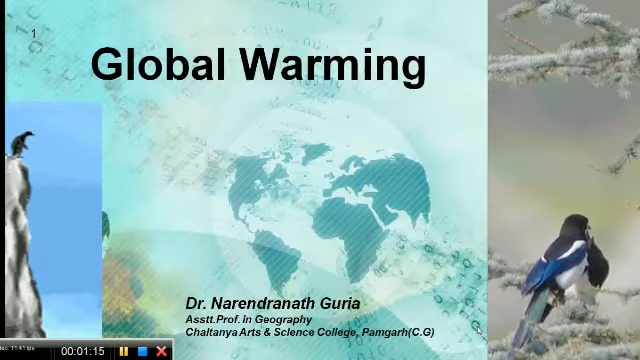 1
Global Warming
Dr. Narendranath Guria
Asstt.Prof. in Geography
Chaitanya Arts & Science College, Pamgarh(C.G)
00:01:15